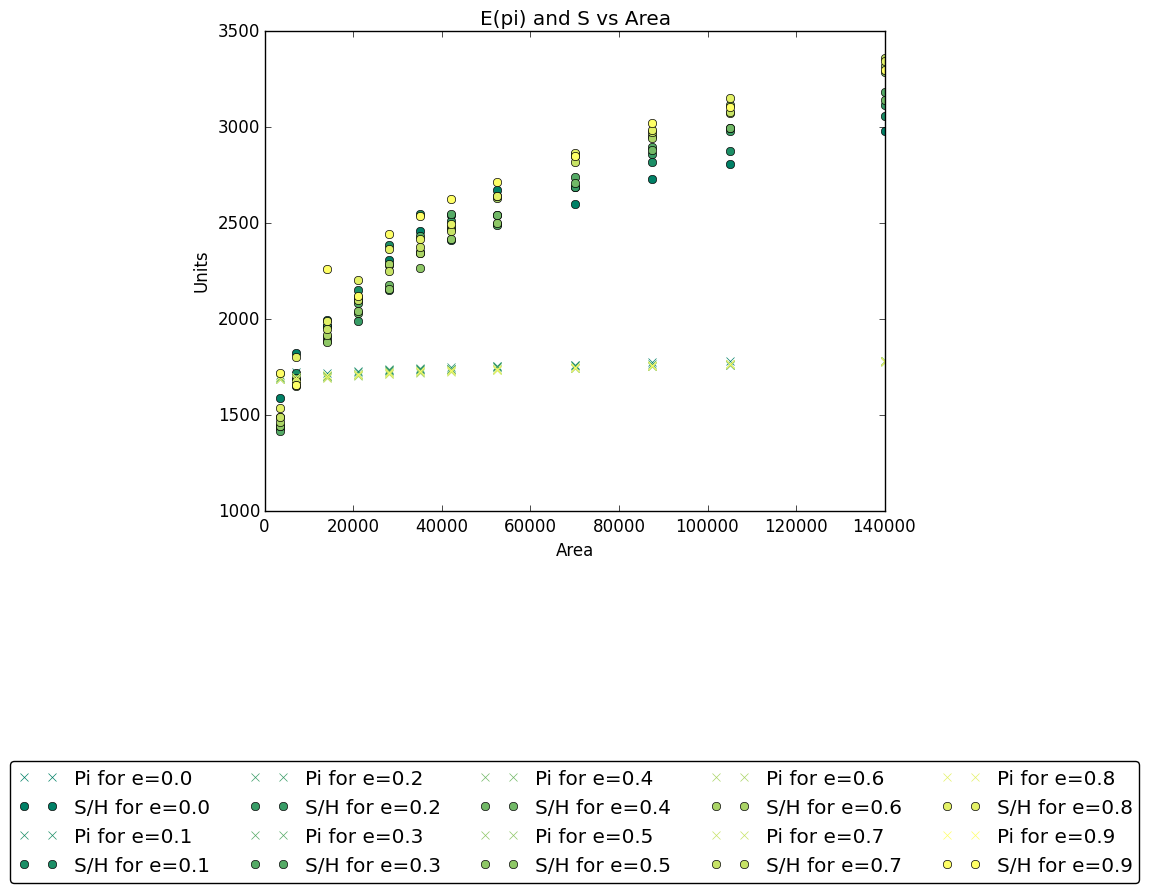 E(pi) and S vs Area
3500
3000
2500
2000
1500
1000
Units
0 20000 40000 60000 80000 100000 120000 140000
Area
Pi for e=0.0 Pi for e=0.2 Pi for e=0.4 Pi for e=0.6 Pi for e=0.8
S/H for e=0.0 S/H for e=0.2 S/H for e=0.4 S/H for e=0.6 S/H for e=0.8
Pi for e=0.1 Pi for e=0.3 Pi for e=0.5 Pi for e=0.7 Pi for e=0.9
S/H for e=0.1 S/H for e=0.3 S/H for e=0.5 S/H for e=0.7 S/H for e=0.9